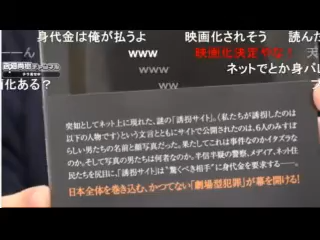 身代金は俺が払うよ 映画化されそう 読んだ
ーーん www 映画化決定やな!
www ネットでとか身バレ
画化ある? www
突如としてネット上に現れた、謎の「誘拐サイト」。〈私たちが誘拐したのは
以下の人物です〉という文言とともにサイトで公開されたのは、6人のみすぼ
らしい男たちの名前と顔写真だった。果たしてこれは事件なのかイタズラな
のか。そして写真の男たちは何者なのか。半信半疑の警察、メディア、ネット住
民たちを尻目に、「誘拐サイト」は“驚くべき相手”に身代金を要求する――。
日本全体を巻き込む、かつてない「劇場型犯罪」が幕を開ける!